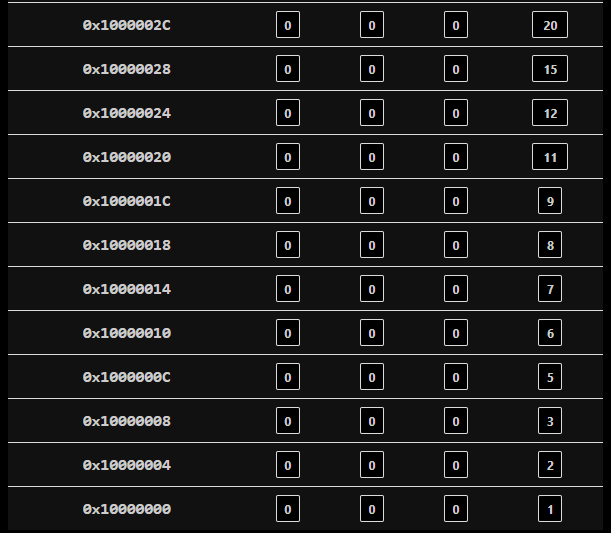 0x1000002C 0 0 0 20
0x10000028 0 0 0 15
0x10000024 0 0 0 12
0x10000020 0 0 0 11
0x1000001C 0 0 0 9
0x10000018 0 0 0 8
0x10000014 0 0 0 7
0x10000010 0 0 0 6
0x1000000C 0 0 0 5
0x10000008 0 0 0 3
0x10000004 0 0 0 2
0x10000000 0 0 0 1